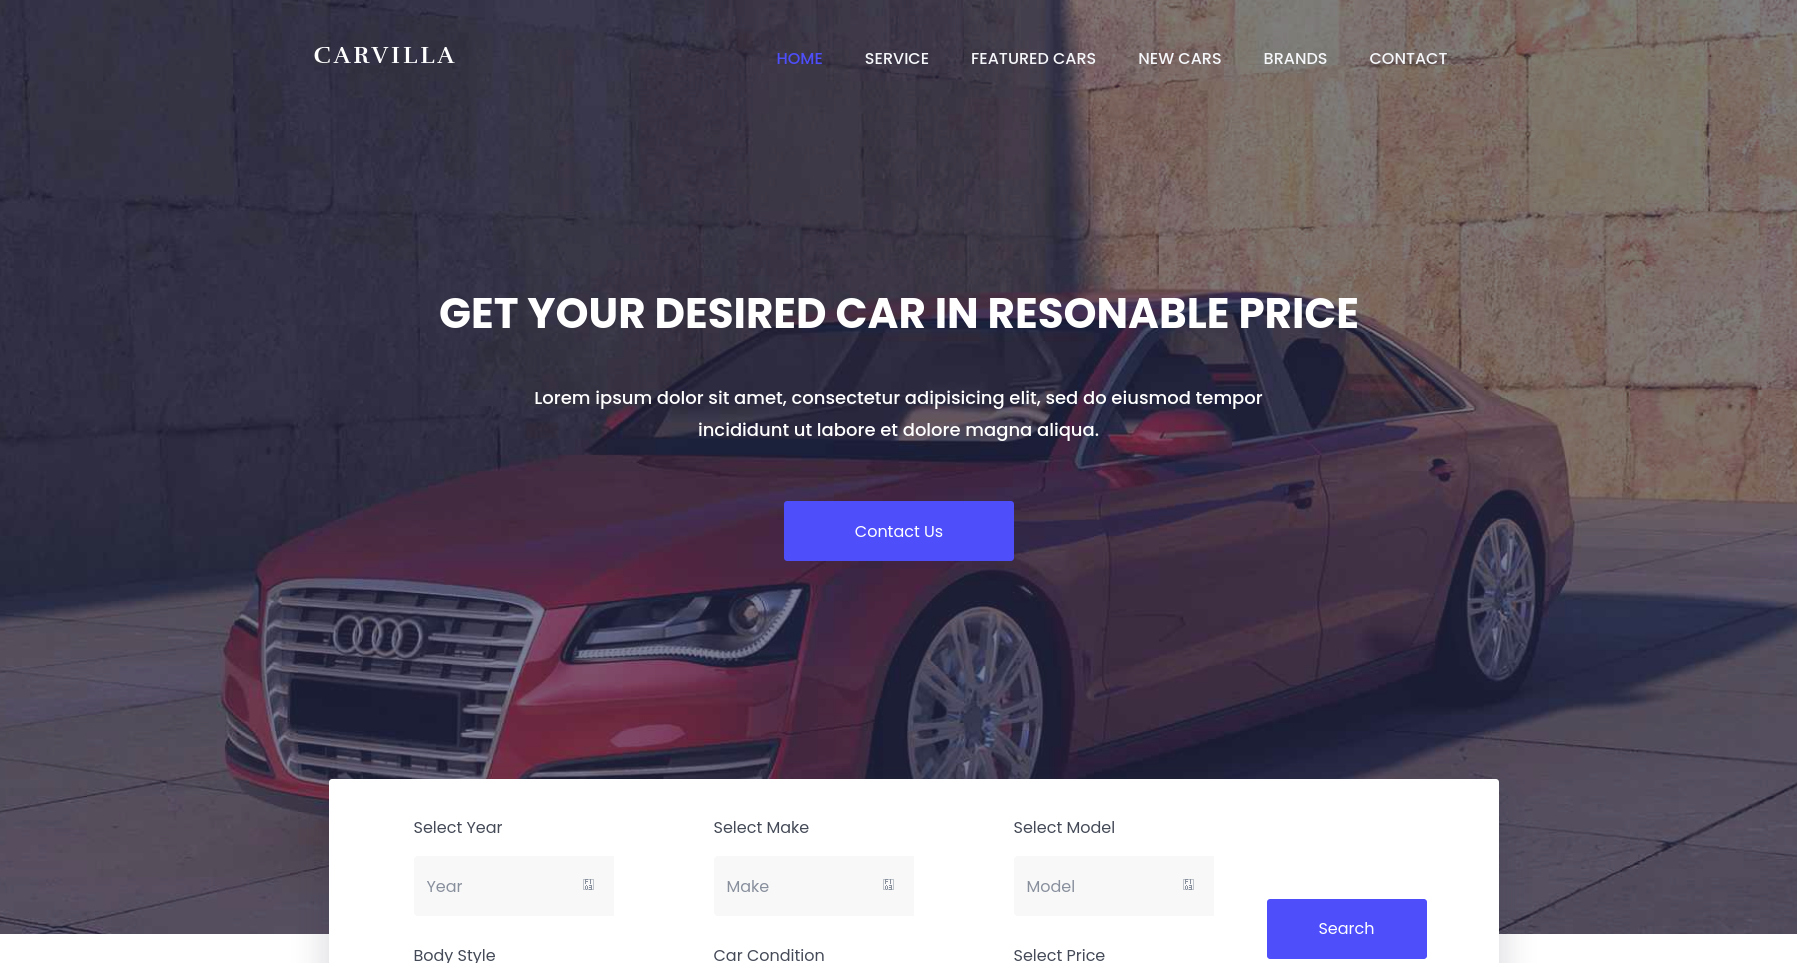 CARVILLA
HOME SERVICE FEATURED CARS NEW CARS BRANDS CONTACT
GET YOUR DESIRED CAR IN RESONABLE PRICE
Lorem ipsum dolor sit amet, consectetur adipisicing elit, sed do eiusmod tempor
incididunt ut labore et dolore magna aliqua.
Contact Us
Select Year Select Make Select Model
Year Make Model
Search
Body Style Car Condition Select Price